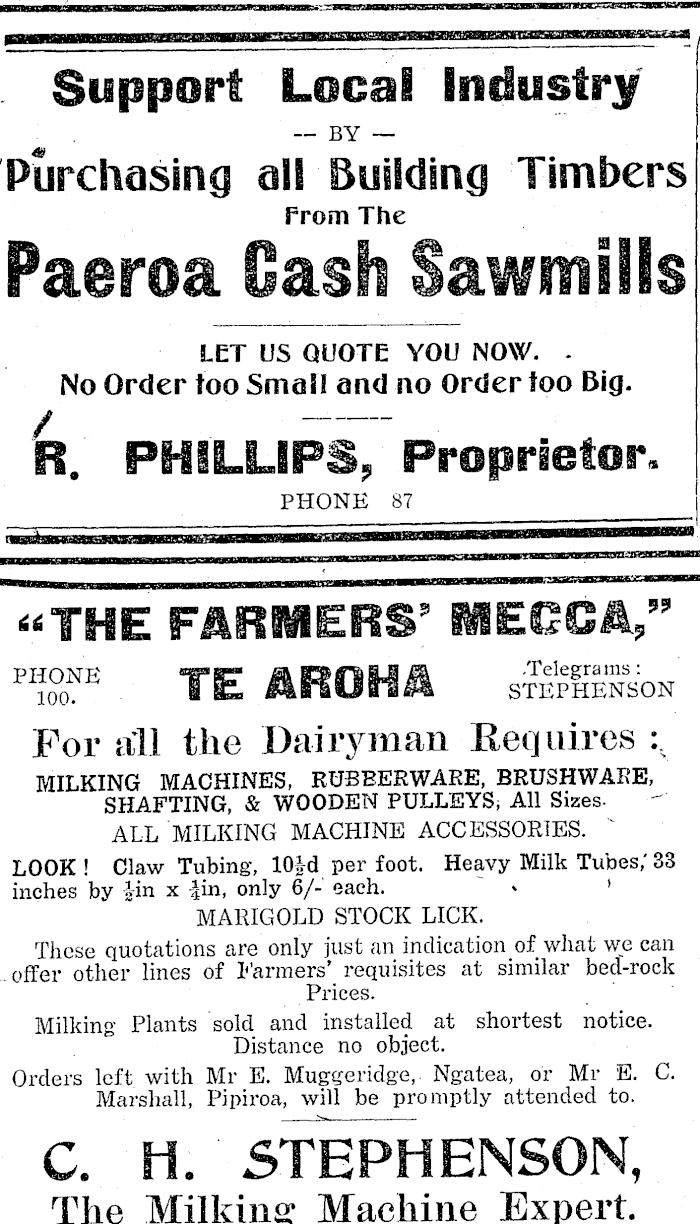 Support Local Industry
-- BY --
Purchasing all Building Timbers
From The
Paeroa Cash Sawmills
LET US QUOTE YOU NOW.
No Order too Small and no Order too Big.
R. PHILLIPS, Proprietor.
PHONE 87
"THE FARMERS' MECCA,"
PHONE 100.
TE AROHA
Telegrams: STEPHENSON
For all the Dairyman Requires:
MILKING MACHINES, RUBBERWARE, BRUSHWARE,
SHAFTING, & WOODEN PULLEYS, All Sizes.
ALL MILKING MACHINE ACCESSORIES.
LOOK! Claw Tubing, 10½d per foot. Heavy Milk Tubes, 33
inches by ½in x ¼in, only 6/- each.
MARIGOLD STOCK LICK.
These quotations are only just an indication of what we can
offer other lines of Farmers' requisites at similar bed-rock
Prices.
Milking Plants sold and installed at shortest notice.
Distance no object.
Orders left with Mr E. Muggeridge, Ngatea, or Mr E. C.
Marshall, Pipiroa, will be promptly attended to.
C. H. STEPHENSON,
The Milking Machine Expert.